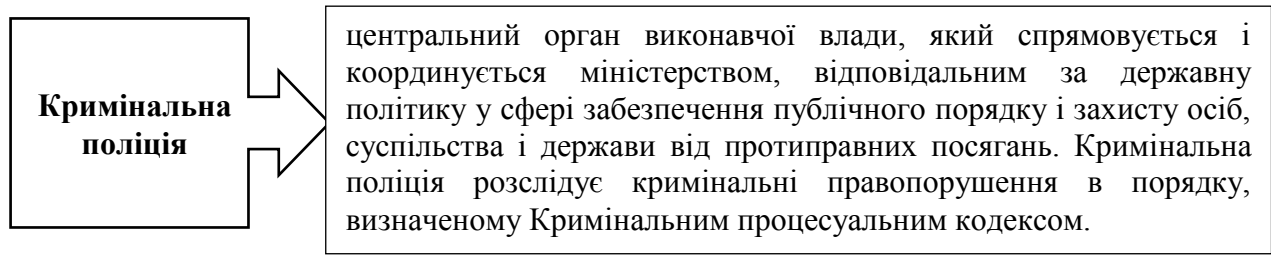 Кримінальна
поліція
центральний орган виконавчої влади, який спрямовується і
координується міністерством, відповідальним за державну
політику у сфері забезпечення публічного порядку і захисту осіб,
суспільства і держави від протиправних посягань. Кримінальна
поліція розслідує кримінальні правопорушення в порядку,
визначеному Кримінальним процесуальним кодексом.